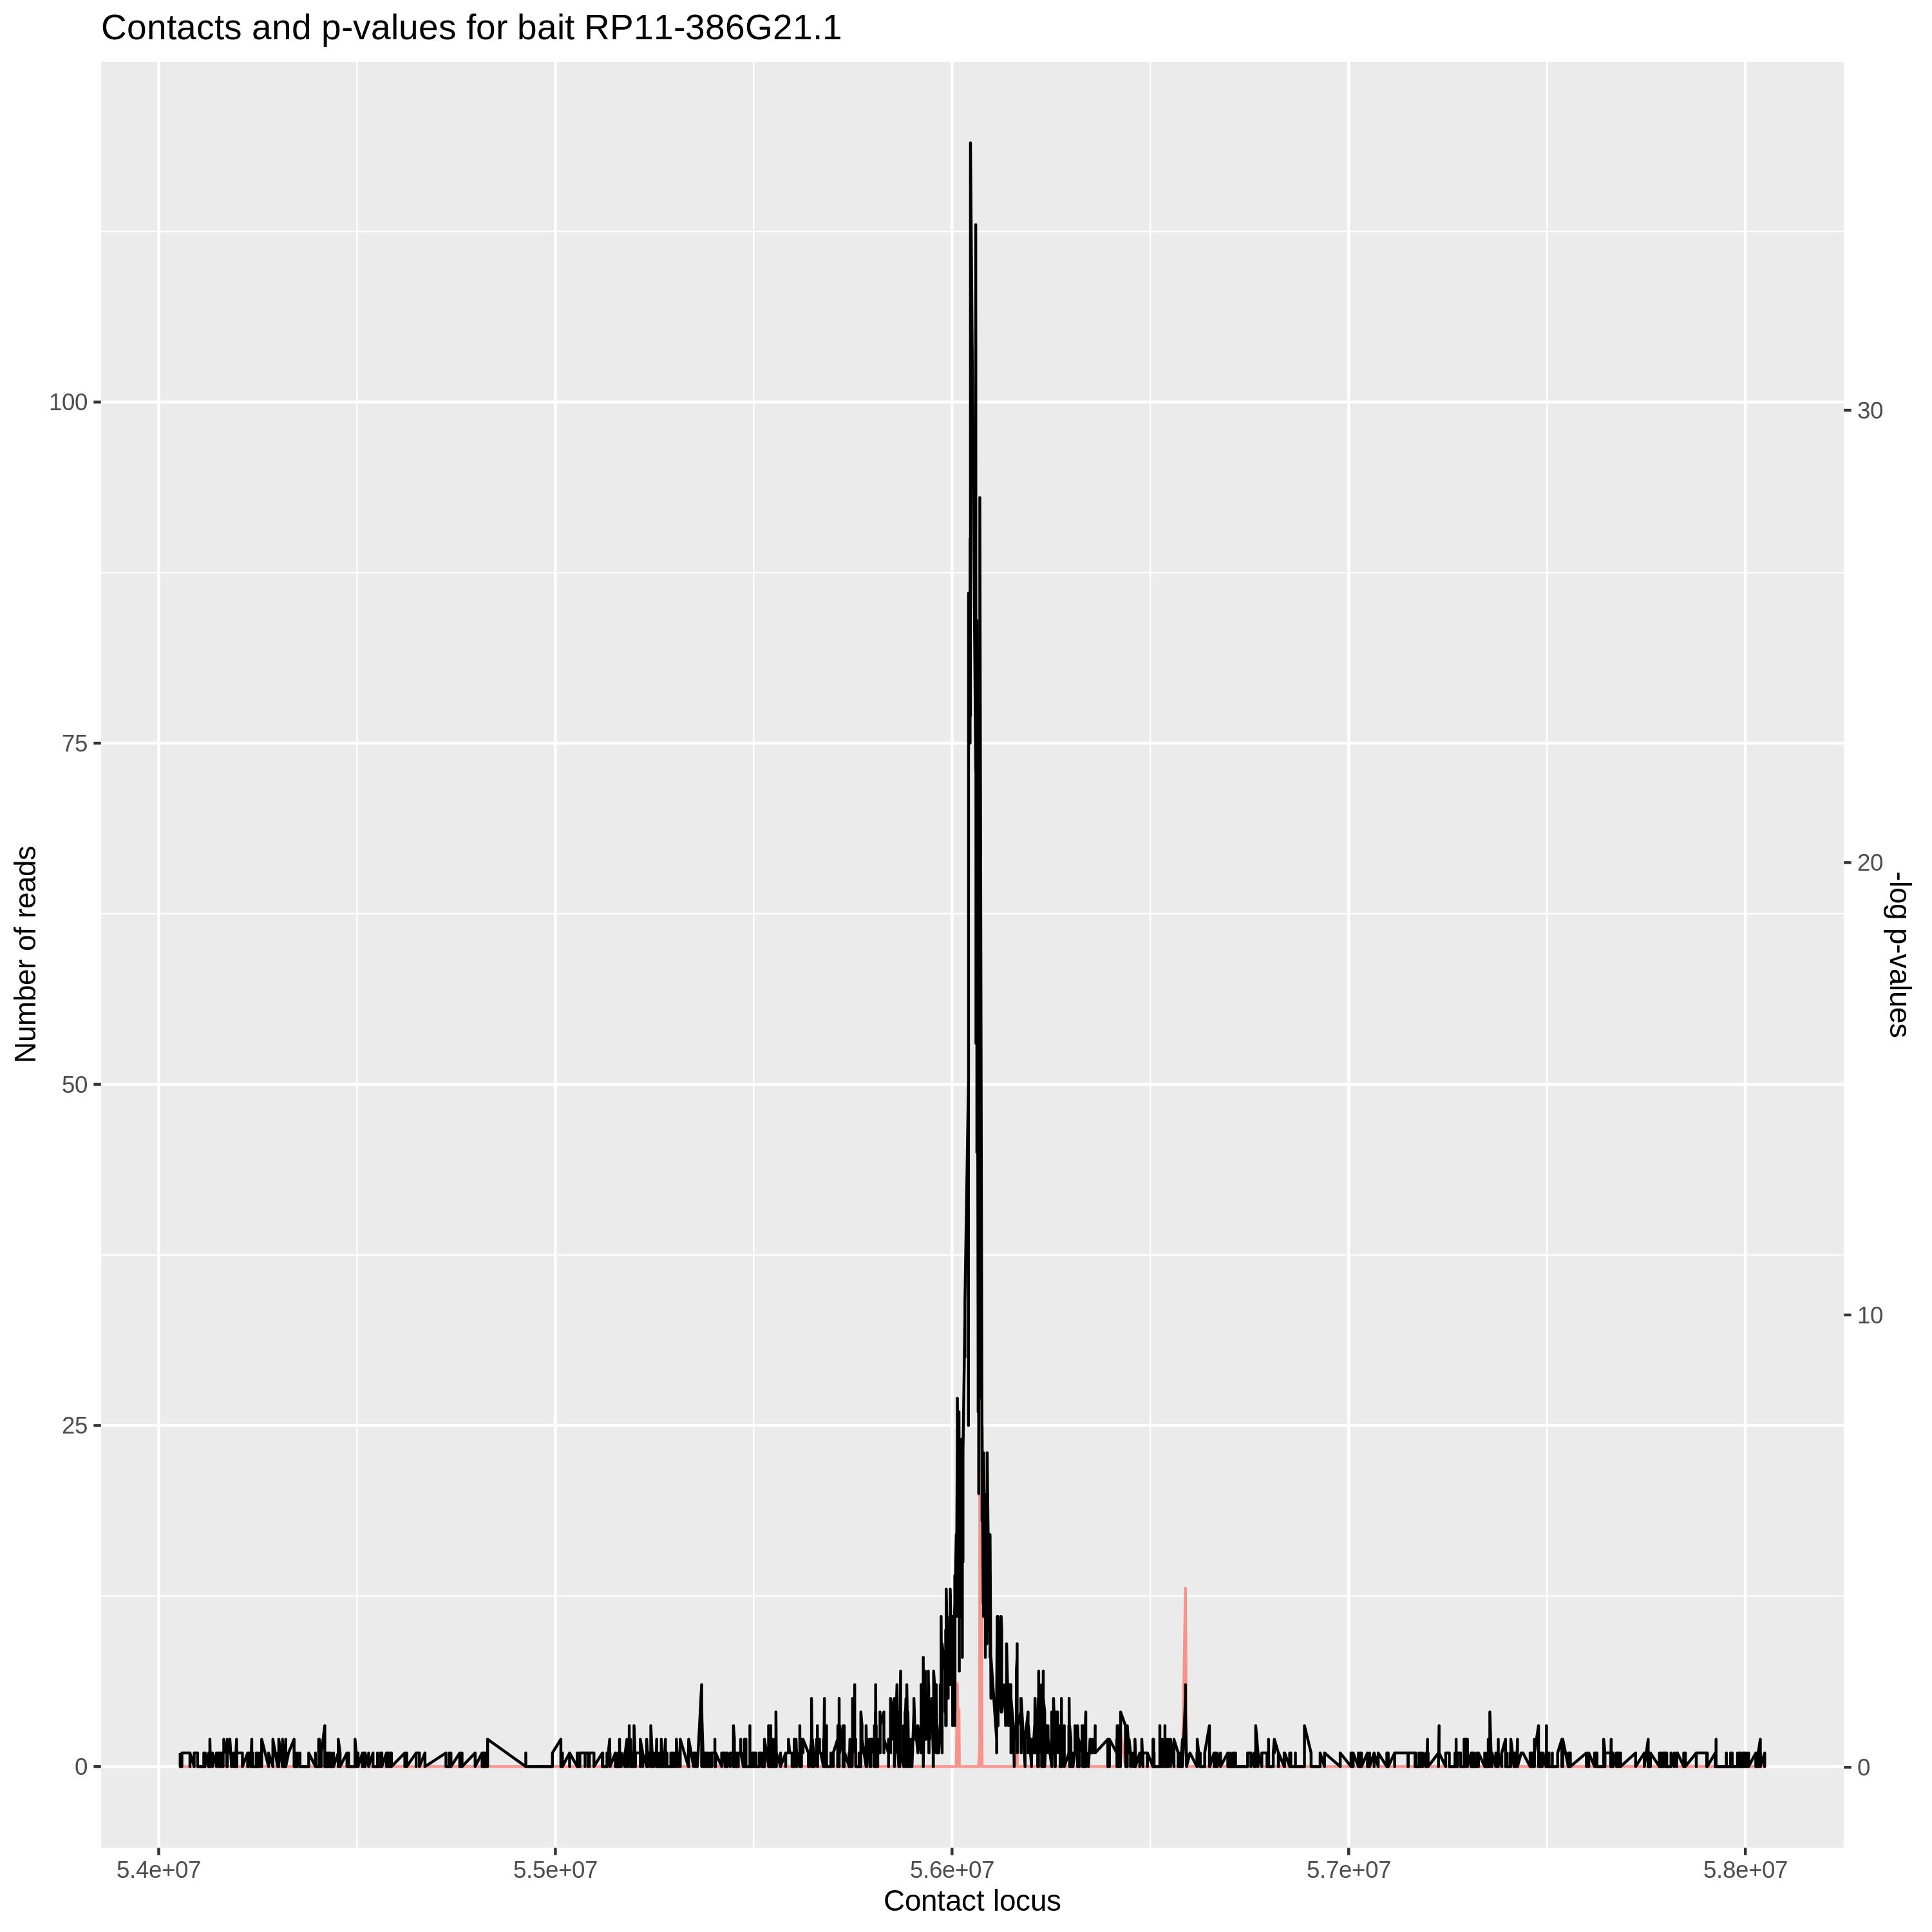 Contacts and p-values for bait RP11-386G21.1
100
75
50
25
0
30
20
10
0
Number of reads
-log p-values
5.4e+07
5.5e+07
5.6e+07
5.7e+07
5.8e+07
Contact locus